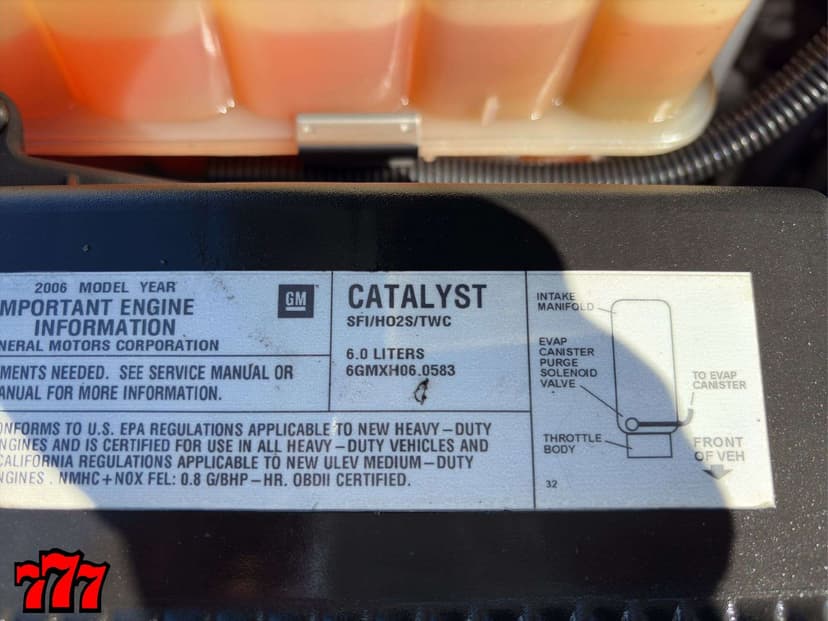 2006 MODEL YEAR
IMPORTANT ENGINE
INFORMATION
GENERAL MOTORS CORPORATION
GM
MENTS NEEDED. SEE SERVICE MANUAL OR
ANUAL FOR MORE INFORMATION.
CATALYST
SFI/HO2S/TWC
6.0 LITERS
6GMXH06.0583
ONFORMS TO U.S. EPA REGULATIONS APPLICABLE TO NEW HEAVY-DUTY
NGINES AND IS CERTIFIED FOR USE IN ALL HEAVY-DUTY VEHICLES AND
CALIFORNIA REGULATIONS APPLICABLE TO NEW ULEV MEDIUM-DUTY
NGINES. NMHC+NOX FEL: 0.8 G/BHP-HR. OBDII CERTIFIED.
INTAKE
MANIFOLD
EVAP
CANISTER
PURGE
SOLENOID
VALVE
TO EVAP
CANISTER
THROTTLE
BODY
FRONT
OF VEH
32
777